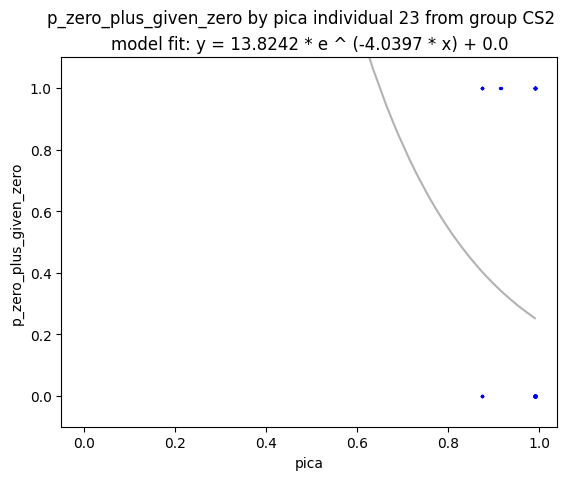 p_zero_plus_given_zero by pica individual 23 from group CS2
model fit: y = 13.8242 * e ^ (-4.0397 * x) + 0.0
1.0
0.8
0.6
0.4
0.2
0.0
p_zero_plus_given_zero
0.0 0.2 0.4 0.6 0.8 1.0
pica